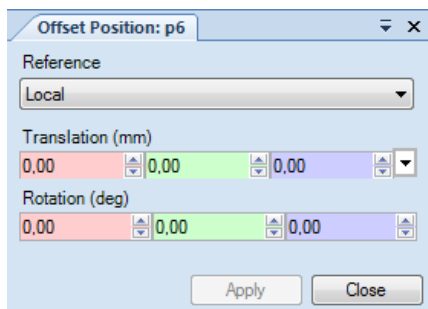 Offset Position: p6
Reference
Local
Translation (mm)
0,00 0,00 0,00
Rotation (deg)
0,00 0,00 0,00
Apply Close